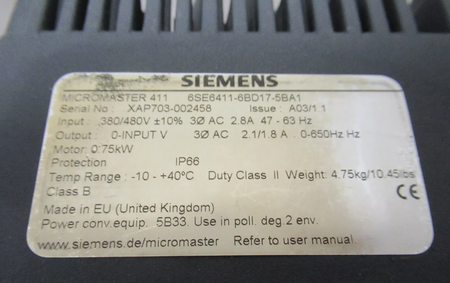 SIEMENS
MICROMASTER 411 6SE6411-6BD17-5BA1
Serial No : XAP703-002458 Issue : A03/1.1
Input : 380/480V ±10% 3Ø AC 2.8A 47 - 63 Hz
Output : 0-INPUT V 3Ø AC 2.1/1.8 A . 0-650Hz Hz
Motor: 0.75kW
Protection IP66
Temp Range : -10 - +40°C Duty Class II Weight: 4.75kg/10.45lbs
Class B
CE
Made in EU (United Kingdom)
Power conv.equip. 5B33. Use in poll. deg.2 env.
www.siemens.de/micromaster Refer to user manual